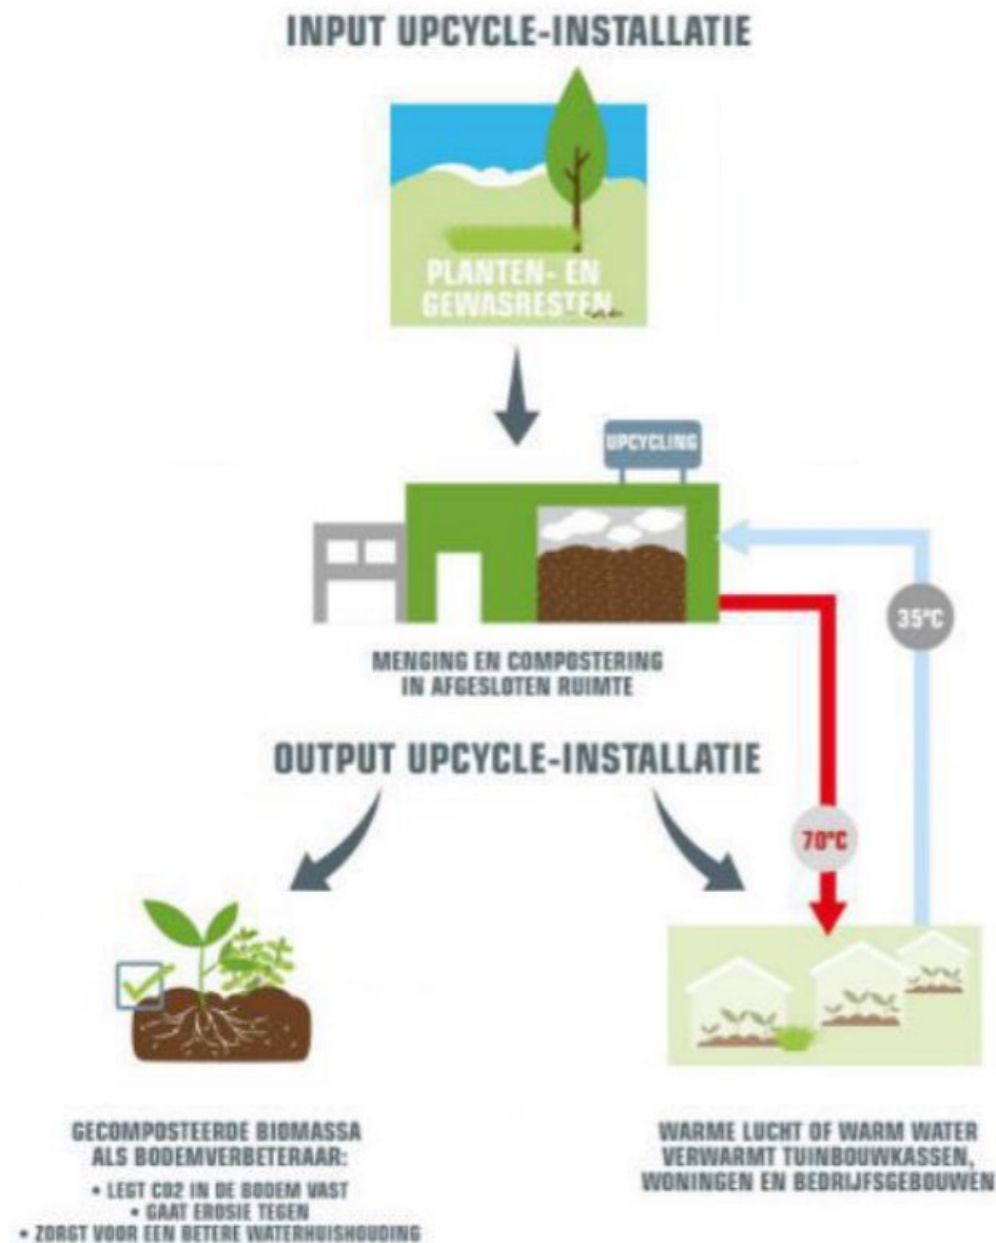 INPUT UPCYCLE-INSTALLATIE
PLANTEN- EN
GEWASRESTEN
UPCYCLING
35°C
MENGING EN COMPOSTERING
IN AFGESLOTEN RUIMTE
OUTPUT UPCYCLE-INSTALLATIE
70°C
GECOMPOSTEERDE BIOMASSA
ALS BODEMVERBETERAAR:
• LEGT CO2 IN DE BODEM VAST
• GAAT EROSIE TEGEN
• ZORGT VOOR EEN BETERE WATERHUISHOUDING
WARME LUCHT OF WARM WATER
VERWARMT TUINBOUWKASSEN,
WONINGEN EN BEDRIJFSGEBOUWEN